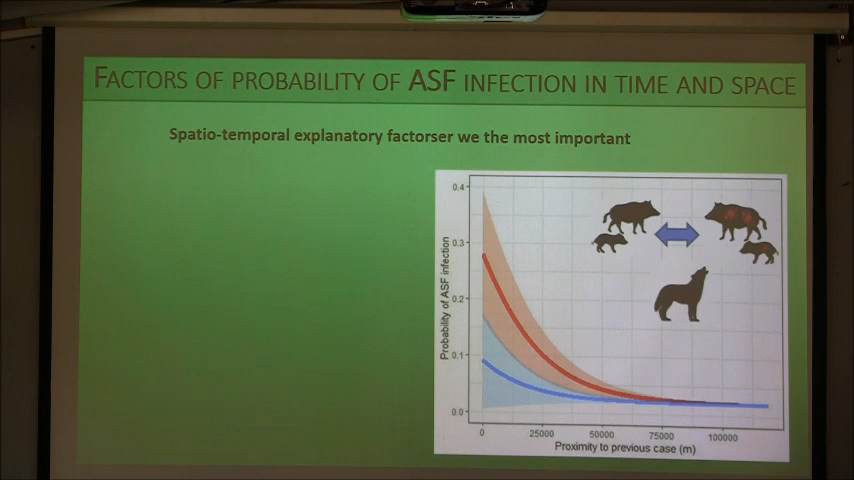 FACTORS OF PROBABILITY OF ASF INFECTION IN TIME AND SPACE
Spatio-temporal explanatory factorser we the most important
0.4
0.3
0.2
0.1
0.0
Probability of ASF infection
0 25000 50000 75000 100000
Proximity to previous case (m)